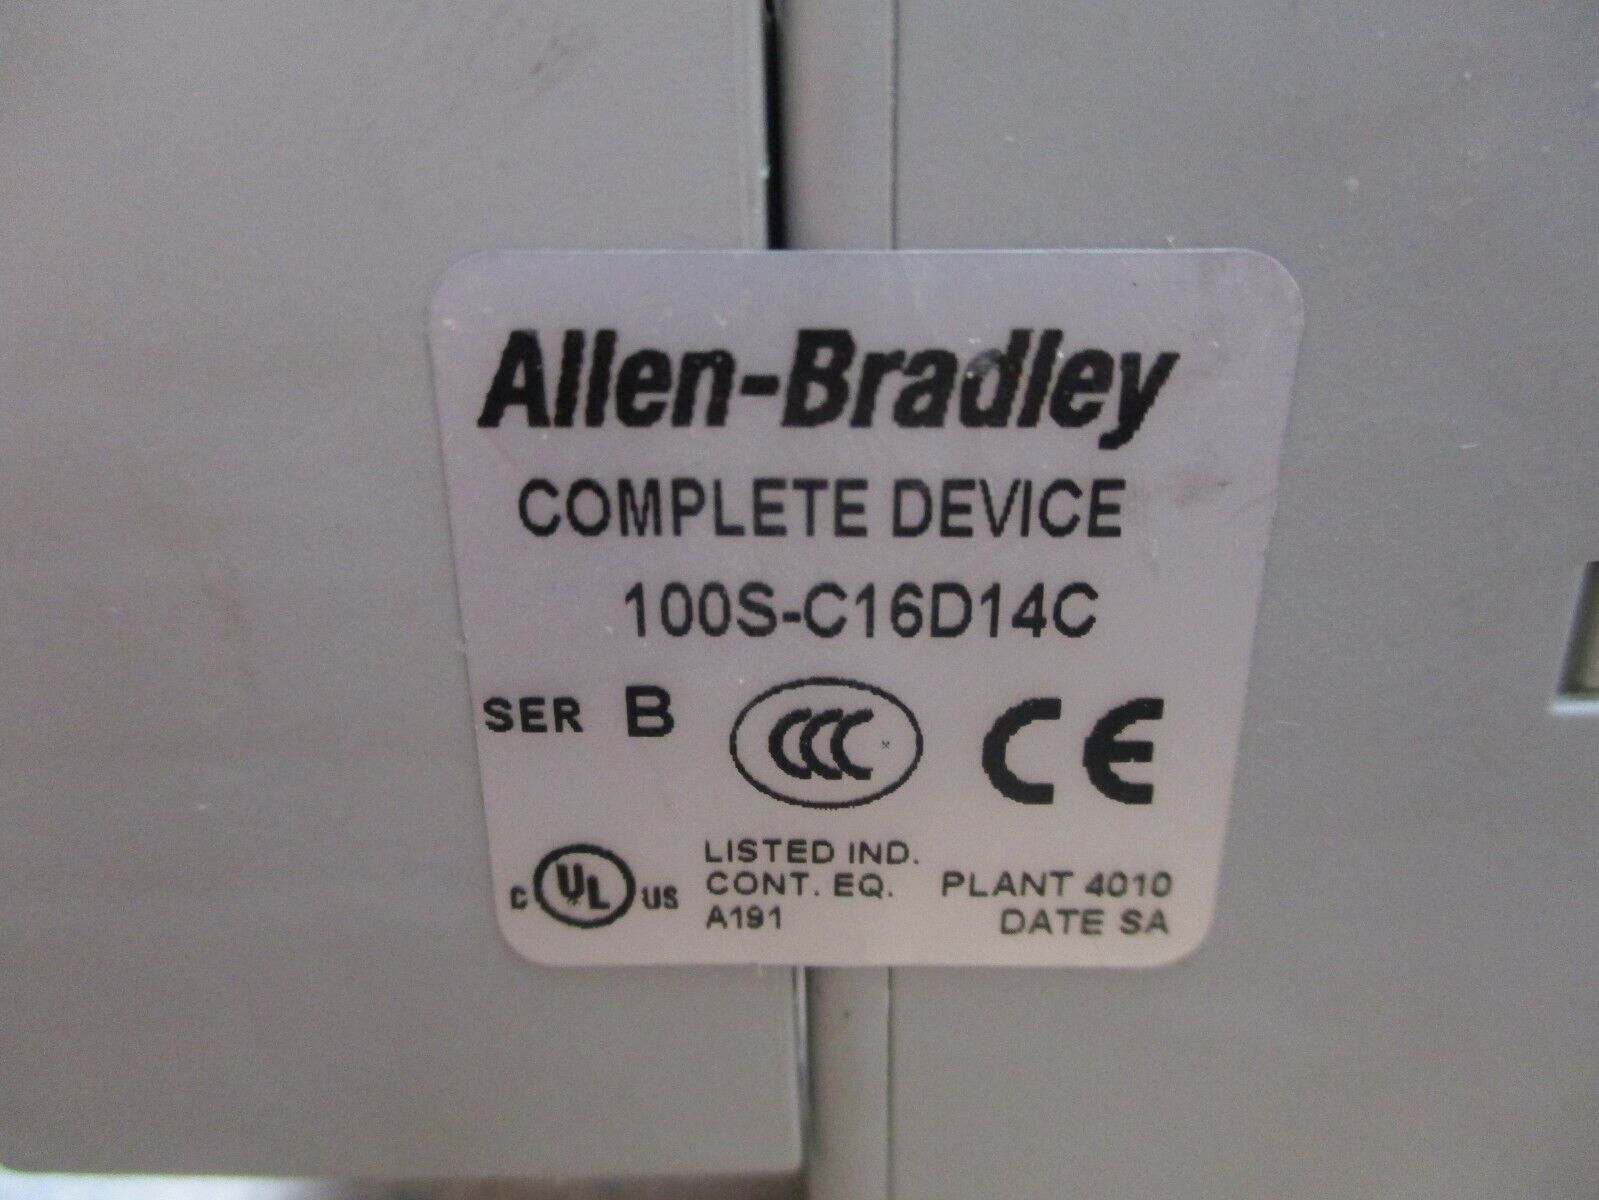 Allen-Bradley
COMPLETE DEVICE
100S-C16D14C
SER B
CCC
CE
C UL US
LISTED IND.
CONT. EQ.
A191
PLANT 4010
DATE SA